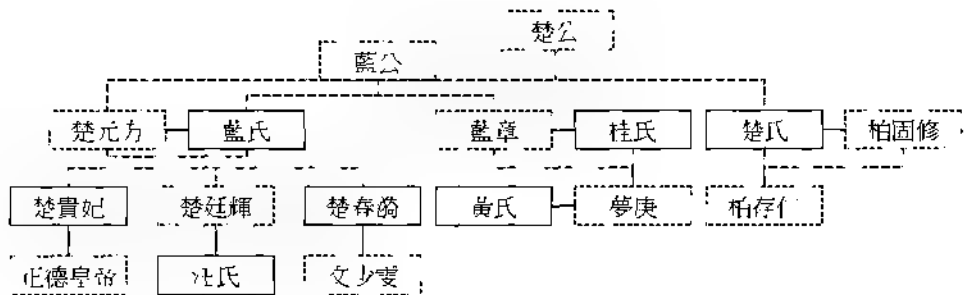 楚公
藍公
楚元方 藍氏 藍章 桂氏 楚氏 柏固修
楚貴妃 楚廷輝 楚春漪 黃氏 夢庚 柏存仁
正德皇帝 汪氏 文少雯